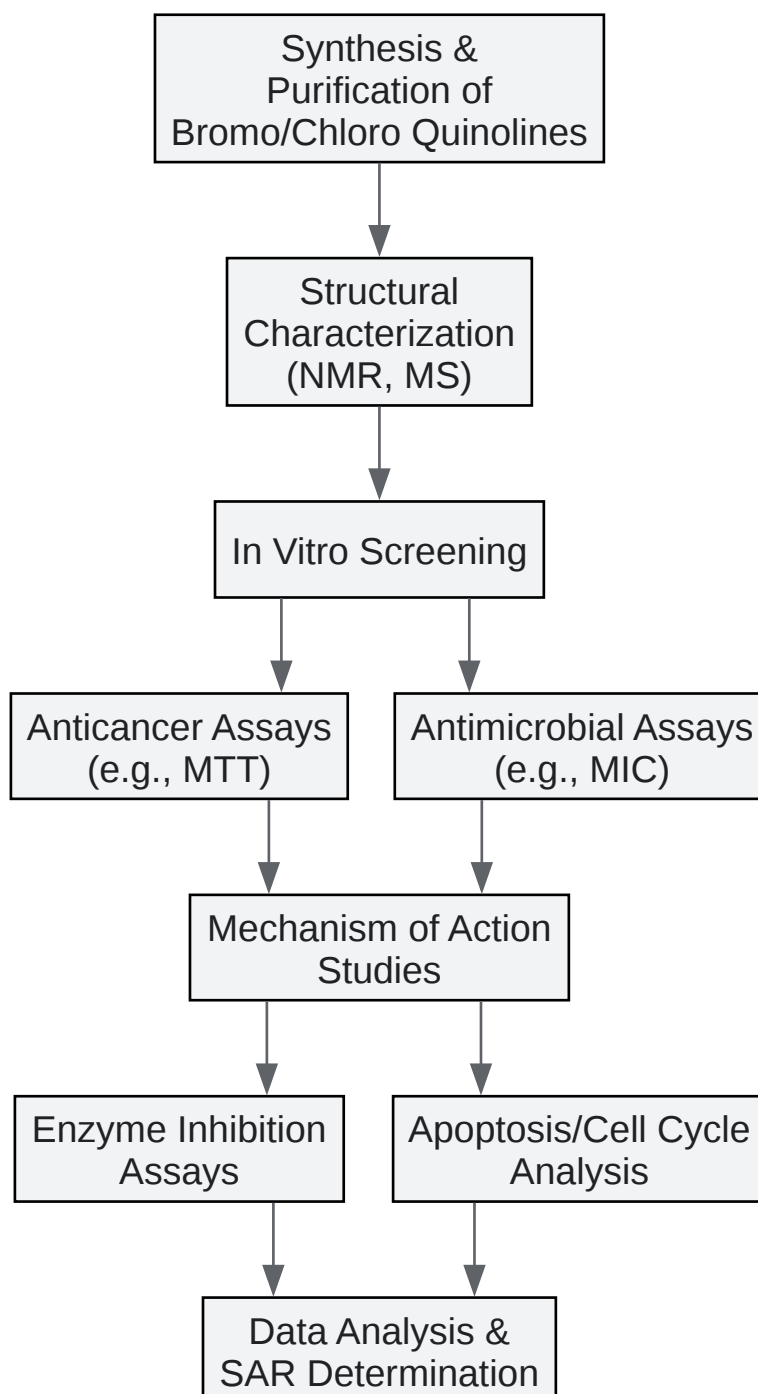 Synthesis &
Purification of
Bromo/Chloro Quinolines
Structural
Characterization
(NMR, MS)
In Vitro Screening
Anticancer Assays
(e.g., MTT)
Antimicrobial Assays
(e.g., MIC)
Mechanism of Action
Studies
Enzyme Inhibition
Assays
Apoptosis/Cell Cycle
Analysis
Data Analysis &
SAR Determination